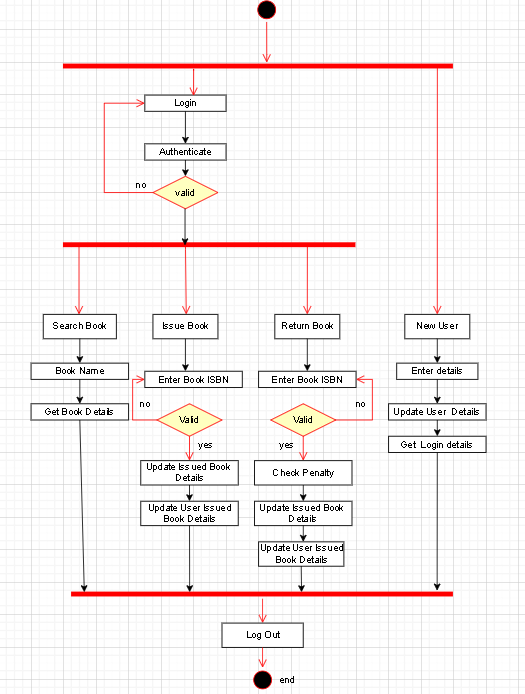 Login
Authenticate
no
valid
Search Book
Issue Book
Return Book
New User
Book Name
Enter Book ISBN
Enter Book ISBN
Enter details
no
no
Get Book Details
Valid
Valid
Update User Details
yes
yes
Get Login details
Update Issued Book
Details
Check Penalty
Update User Issued
Book Details
Update Issued Book
Details
Update User Issued
Book Details
Log Out
end